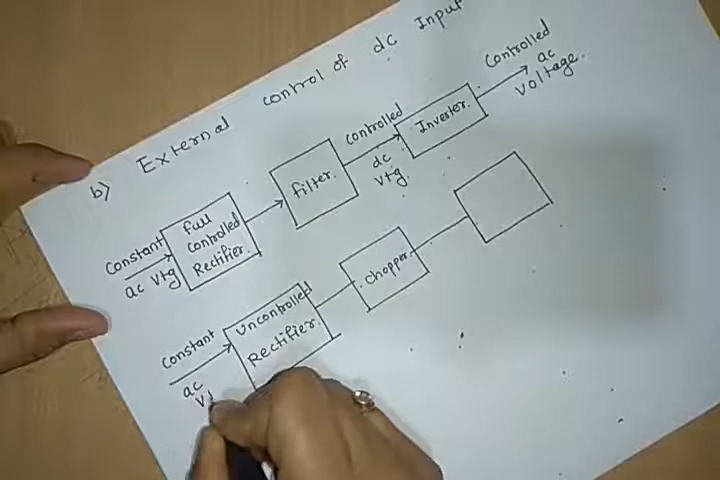 b) External control of dc Input
Constant
ac vtg
Full
Controlled
Rectifier.
filter.
controlled
dc
vtg.
Inverter.
Controlled
ac
voltage.
Constant
ac
Uncontrolled
Rectifier.
Chopper